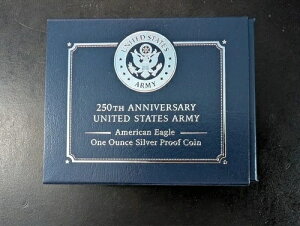 UNITED STATES
ARMY
250TH ANNIVERSARY
UNITED STATES ARMY
American Eagle
One Ounce Silver Proof Coin